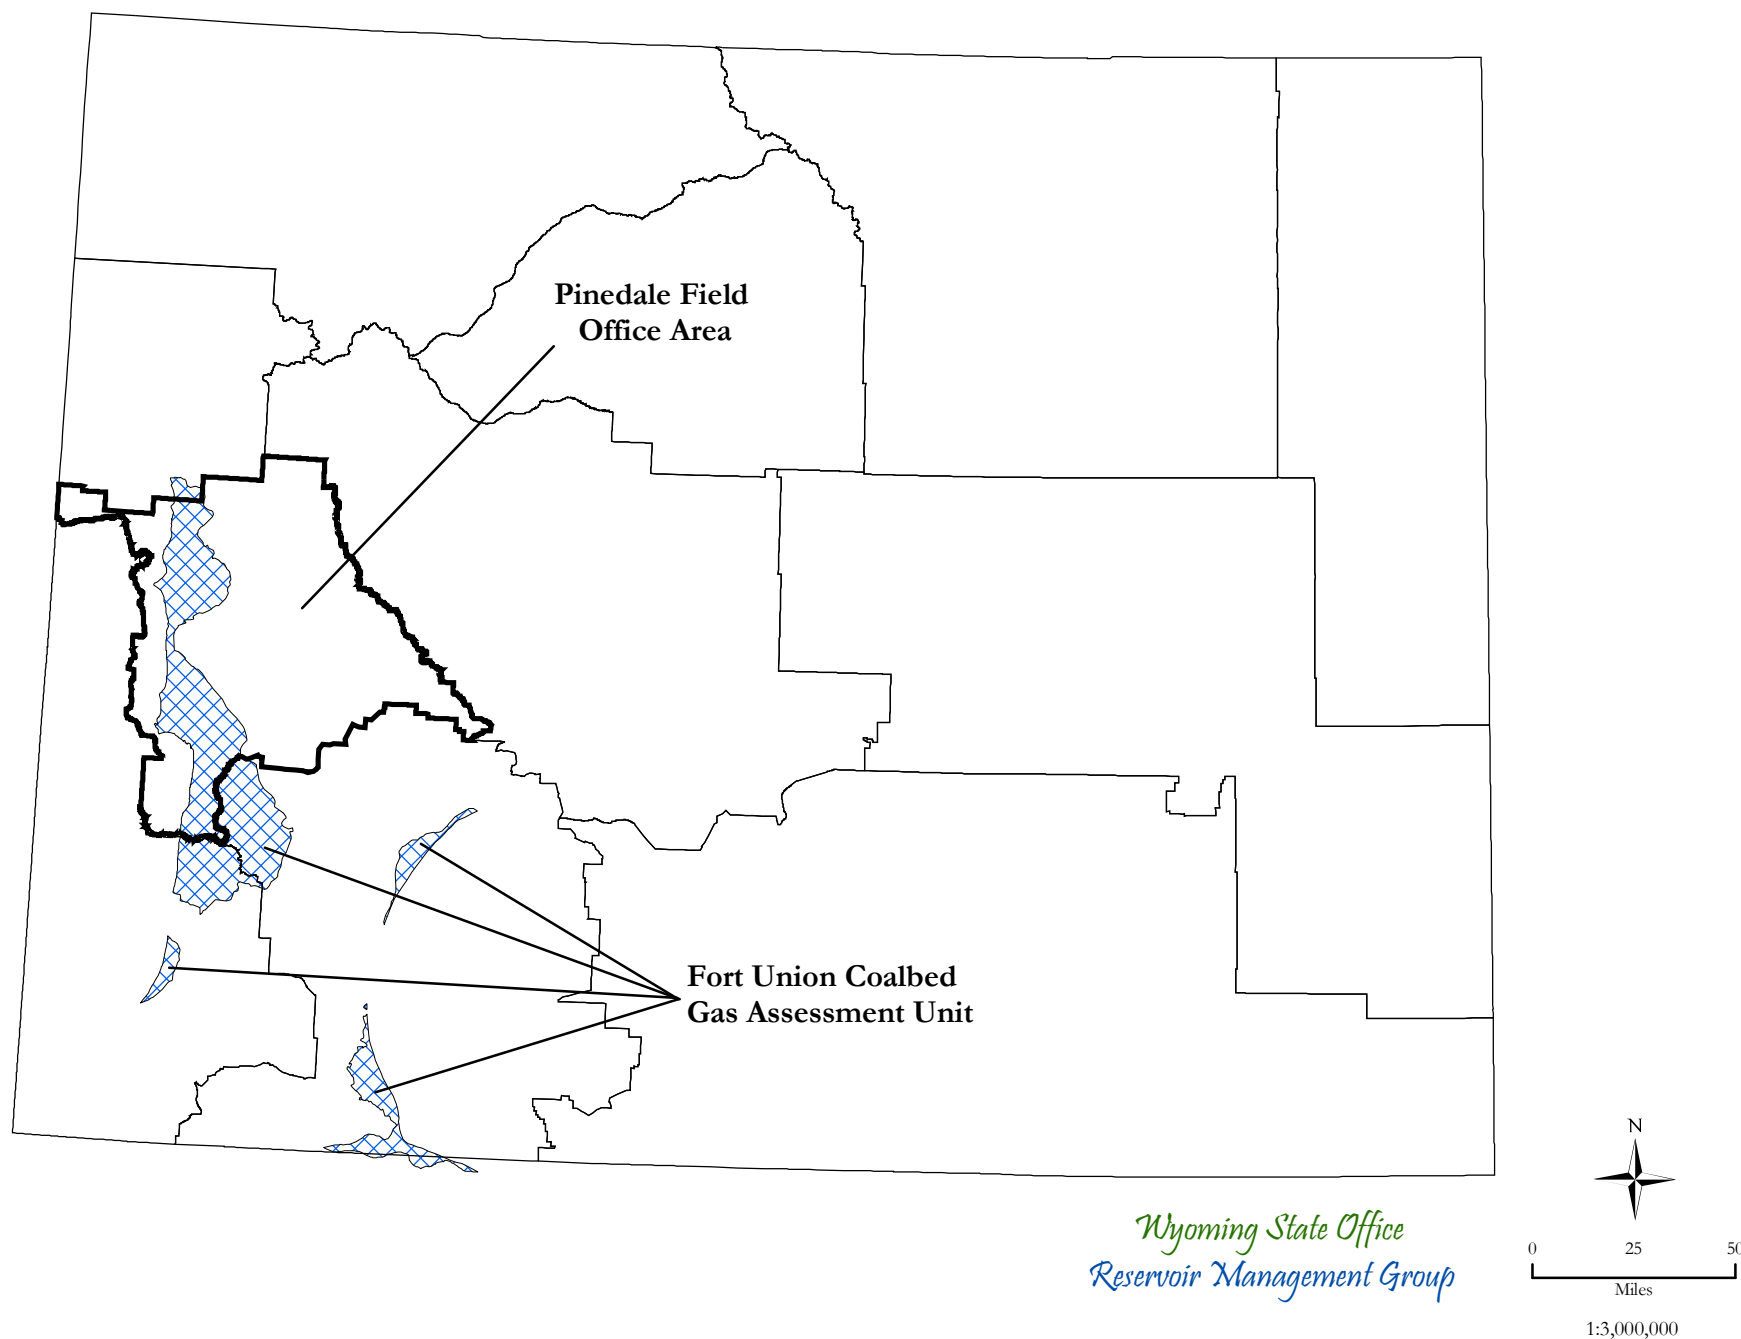 Pinedale Field
Office Area
Fort Union Coalbed
Gas Assessment Unit
N
Wyoming State Office
Reservoir Management Group
0 25 50
Miles
1:3,000,000